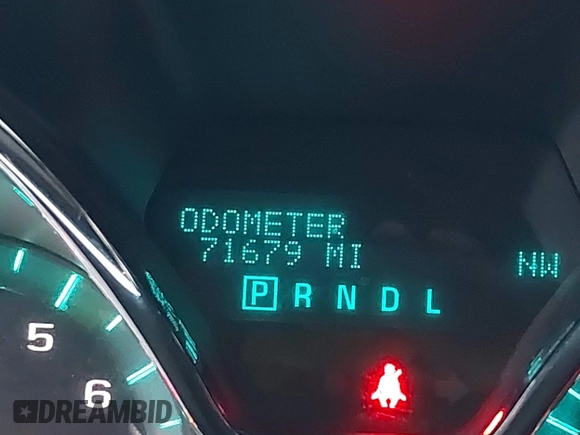 ODOMETER
71679 MI
NW
P R N D L
5
6
DREAMBID